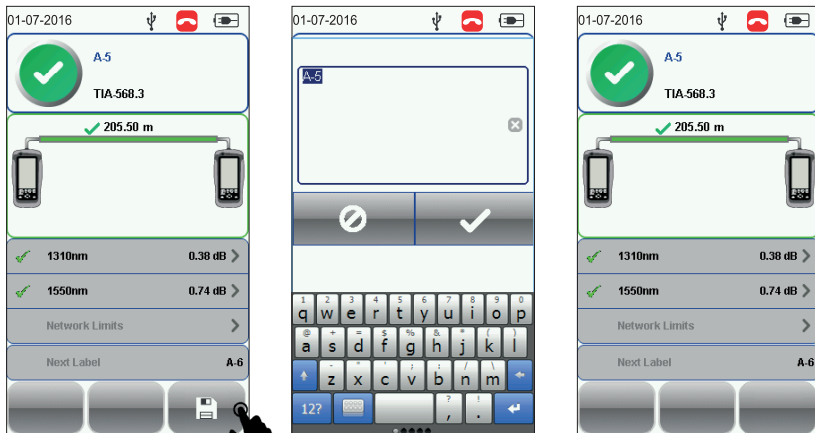 01-07-2016
A-5
TIA-568.3
205.50 m
1310nm 0.38 dB
1550nm 0.74 dB
Network Limits
Next Label A-6
01-07-2016
A-5
1 2 3 4 5 6 7 8 9 0
q w e r t y u i o p
@ + = $ % & * ( )
a s d f g h j k l
- " ' : ; / \
z x c v b n m
? !
12? , .
01-07-2016
A-5
TIA-568.3
205.50 m
1310nm 0.38 dB
1550nm 0.74 dB
Network Limits
Next Label A-6